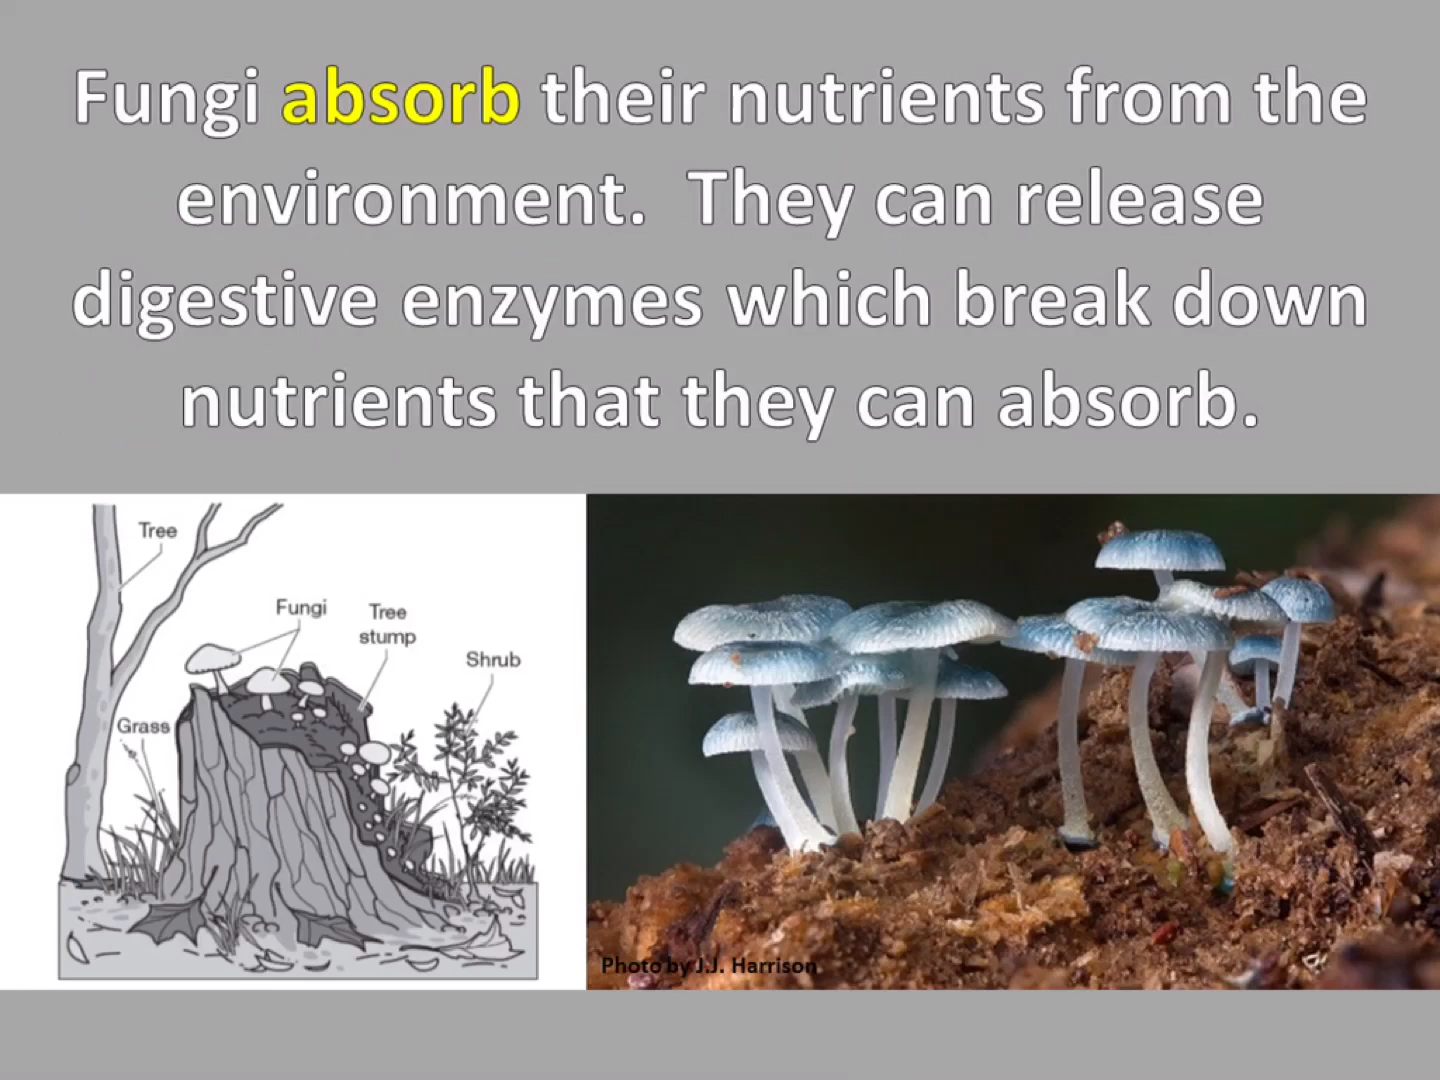 Fungi absorb their nutrients from the
environment.  They can release
digestive enzymes which break down
nutrients that they can absorb.
Tree
Fungi
Tree
stump
Shrub
Grass
Photo by J.J. Harrison